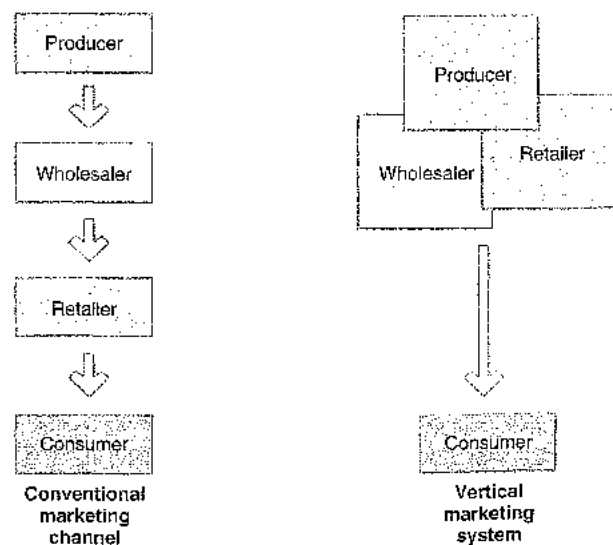 Producer
Wholesaler
Retailer
Consumer
Conventional
marketing
channel
Producer
Retailer
Wholesaler
Consumer
Vertical
marketing
system